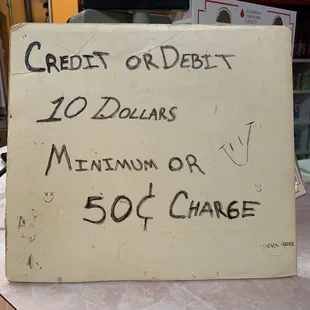 CREDIT OR DEBIT
10 DOLLARS
MINIMUM OR
50¢ CHARGE